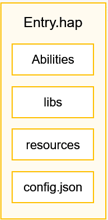 Entry.hap
Abilities
libs
resources
config.json